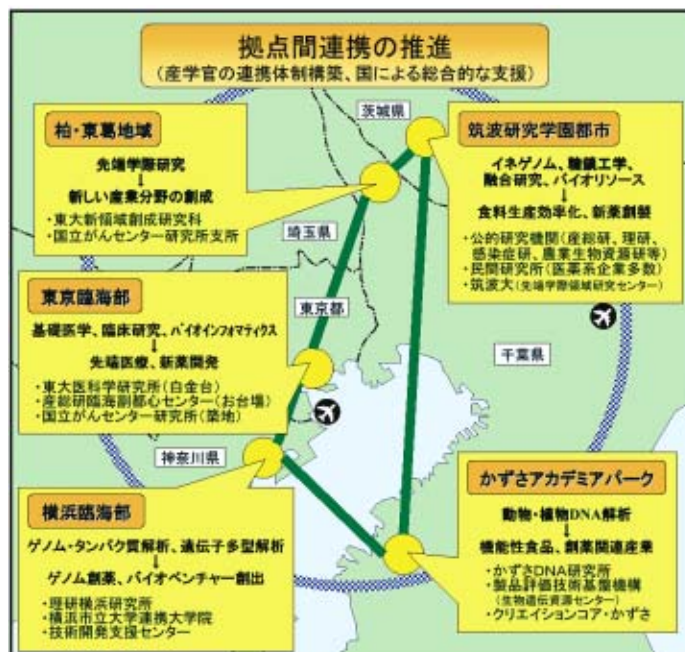 拠点間連携の推進
(産学官の連携体制構築、国による総合的な支援)
茨城県
柏・東葛地域
先端学際研究
↓
新しい産業分野の創成
・東大新領域創成研究科
・国立がんセンター研究所支所
筑波研究学園都市
イネゲノム、糖鎖工学、
融合研究、バイオリソース
↓
食料生産効率化、新薬創製
・公的研究機関(産総研、理研、
感染症研、農業生物資源研等)
・民間研究所(医薬系企業多数)
・筑波大(先端学際領域研究センター)
埼玉県
東京都
千葉県
東京臨海部
基礎医学、臨床研究、バイオインフォマティクス
↓
先端医療、新薬開発
・東大医科学研究所(白金台)
・産総研臨海副都心センター(お台場)
・国立がんセンター研究所(築地)
神奈川県
横浜臨海部
ゲノム・タンパク質解析、遺伝子多型解析
↓
ゲノム創薬、バイオベンチャー創出
・理研横浜研究所
・横浜市立大学連携大学院
・技術開発支援センター
かずさアカデミアパーク
動物・植物DNA解析
↓
機能性食品、創薬関連産業
・かずさDNA研究所
・製品評価技術基盤機構
(生物遺伝資源センター)
・クリエイションコア・かずさ